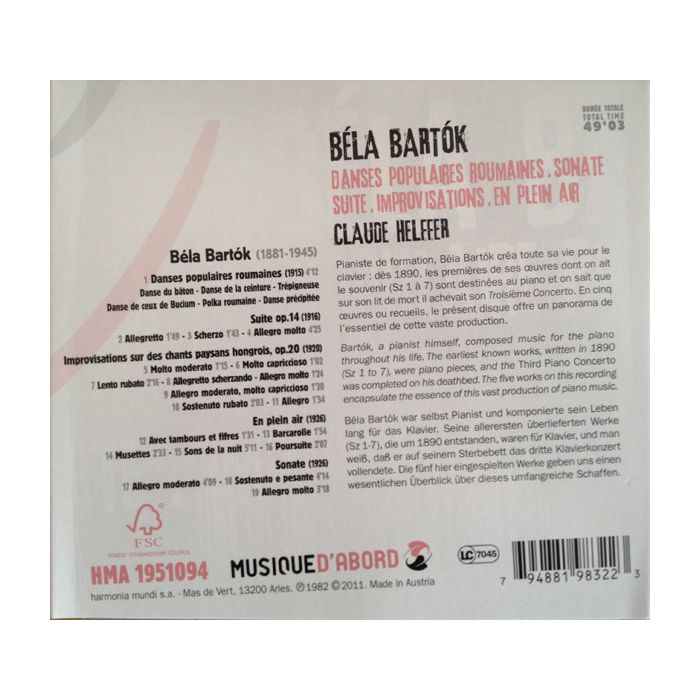 DURÉE TOTALE
TOTAL TIME
49'03
BÉLA BARTÓK
DANSES POPULAIRES ROUMAINES . SONATE
SUITE . IMPROVISATIONS . EN PLEIN AIR
CLAUDE HELFFER
Béla Bartók (1881-1945)
1 Danses populaires roumaines (1915) 4'12
Danse du bâton - Danse de la ceinture - Trépigneuse
Danse de ceux de Bucium - Polka roumaine - Danse précipitée
Suite op.14 (1916)
2 Allegretto 1'49 - 3 Scherzo 1'43 - 4 Allegro molto 4'25
Improvisations sur des chants paysans hongrois, op.20 (1920)
5 Molto moderato 1'15 - 6 Molto capriccioso 1'02
7 Lento rubato 2'16 - 8 Allegretto scherzando - Allegro molto 1'24
9 Allegro moderato, molto capriccioso 1'30
10 Sostenuto rubato 2'03 - 11 Allegro 1'34
En plein air (1926)
12 Avec tambours et fifres 1'31 - 13 Barcarolle 1'54
14 Musettes 2'33 - 15 Sons de la nuit 5'11 - 16 Poursuite 2'07
Sonate (1926)
17 Allegro moderato 4'09 - 18 Sostenuto e pesante 4'14
19 Allegro molto 3'18
Pianiste de formation, Béla Bartók créa toute sa vie pour le
clavier : dès 1890, les premières de ses œuvres dont on ait
le souvenir (Sz 1 à 7) sont destinées au piano et on sait que
sur son lit de mort il achevait son Troisième Concerto. En cinq
œuvres ou recueils, le présent disque offre un panorama de
l'essentiel de cette vaste production.
Bartók, a pianist himself, composed music for the piano
throughout his life. The earliest known works, written in 1890
(Sz 1 to 7), were piano pieces, and the Third Piano Concerto
was completed on his deathbed. The five works on this recording
encapsulate the essence of this vast production of piano music.
Béla Bartók war selbst Pianist und komponierte sein Leben
lang für das Klavier. Seine allerersten überlieferten Werke
(Sz 1-7), die um 1890 entstanden, waren für Klavier, und man
weiß, daß er auf seinem Sterbebett das dritte Klavierkonzert
vollendete. Die fünf hier eingespielten Werke geben uns einen
wesentlichen Überblick über dieses umfangreiche Schaffen.
FSC
FOREST STEWARDSHIP COUNCIL
HMA 1951094
MUSIQUE D'ABORD
LC 7045
7 94881 98322 3
harmonia mundi s.a. - Mas de Vert, 13200 Arles. ℗1982 ©2011. Made in Austria